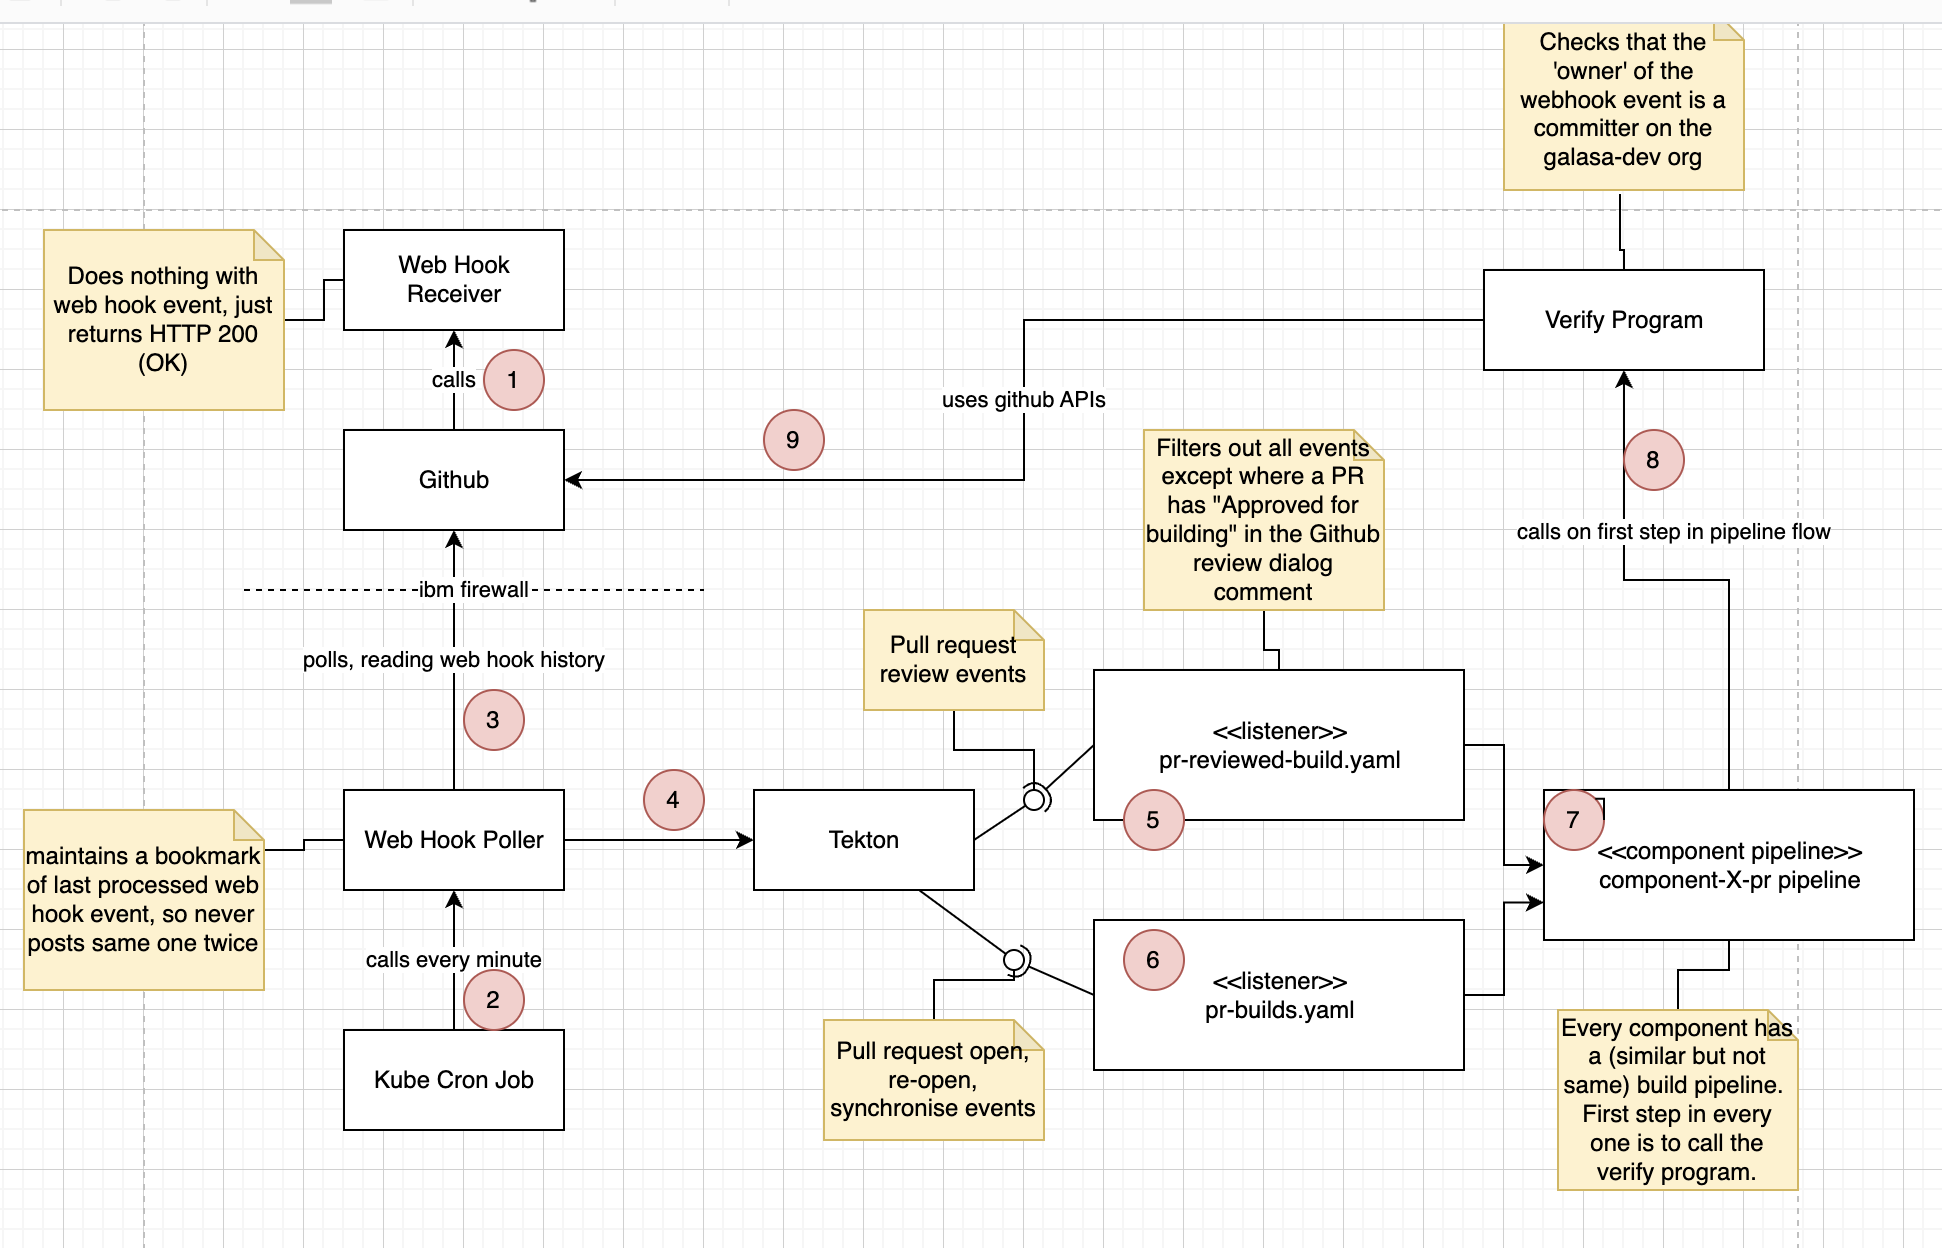 Checks that the
'owner' of the
webhook event is a
committer on the
galasa-dev org
Does nothing with
web hook event, just
returns HTTP 200
(OK)
Web Hook
Receiver
Verify Program
calls
1
uses github APIs
9
Github
Filters out all events
except where a PR
has "Approved for
building" in the Github
review dialog
comment
8
calls on first step in pipeline flow
ibm firewall
polls, reading web hook history
3
Pull request
review events
<<listener>>
pr-reviewed-build.yaml
5
maintains a bookmark
of last processed web
hook event, so never
posts same one twice
Web Hook Poller
4
Tekton
7
<<component pipeline>>
component-X-pr pipeline
calls every minute
2
Kube Cron Job
6
<<listener>>
pr-builds.yaml
Pull request open,
re-open,
synchronise events
Every component has
a (similar but not
same) build pipeline.
First step in every
one is to call the
verify program.